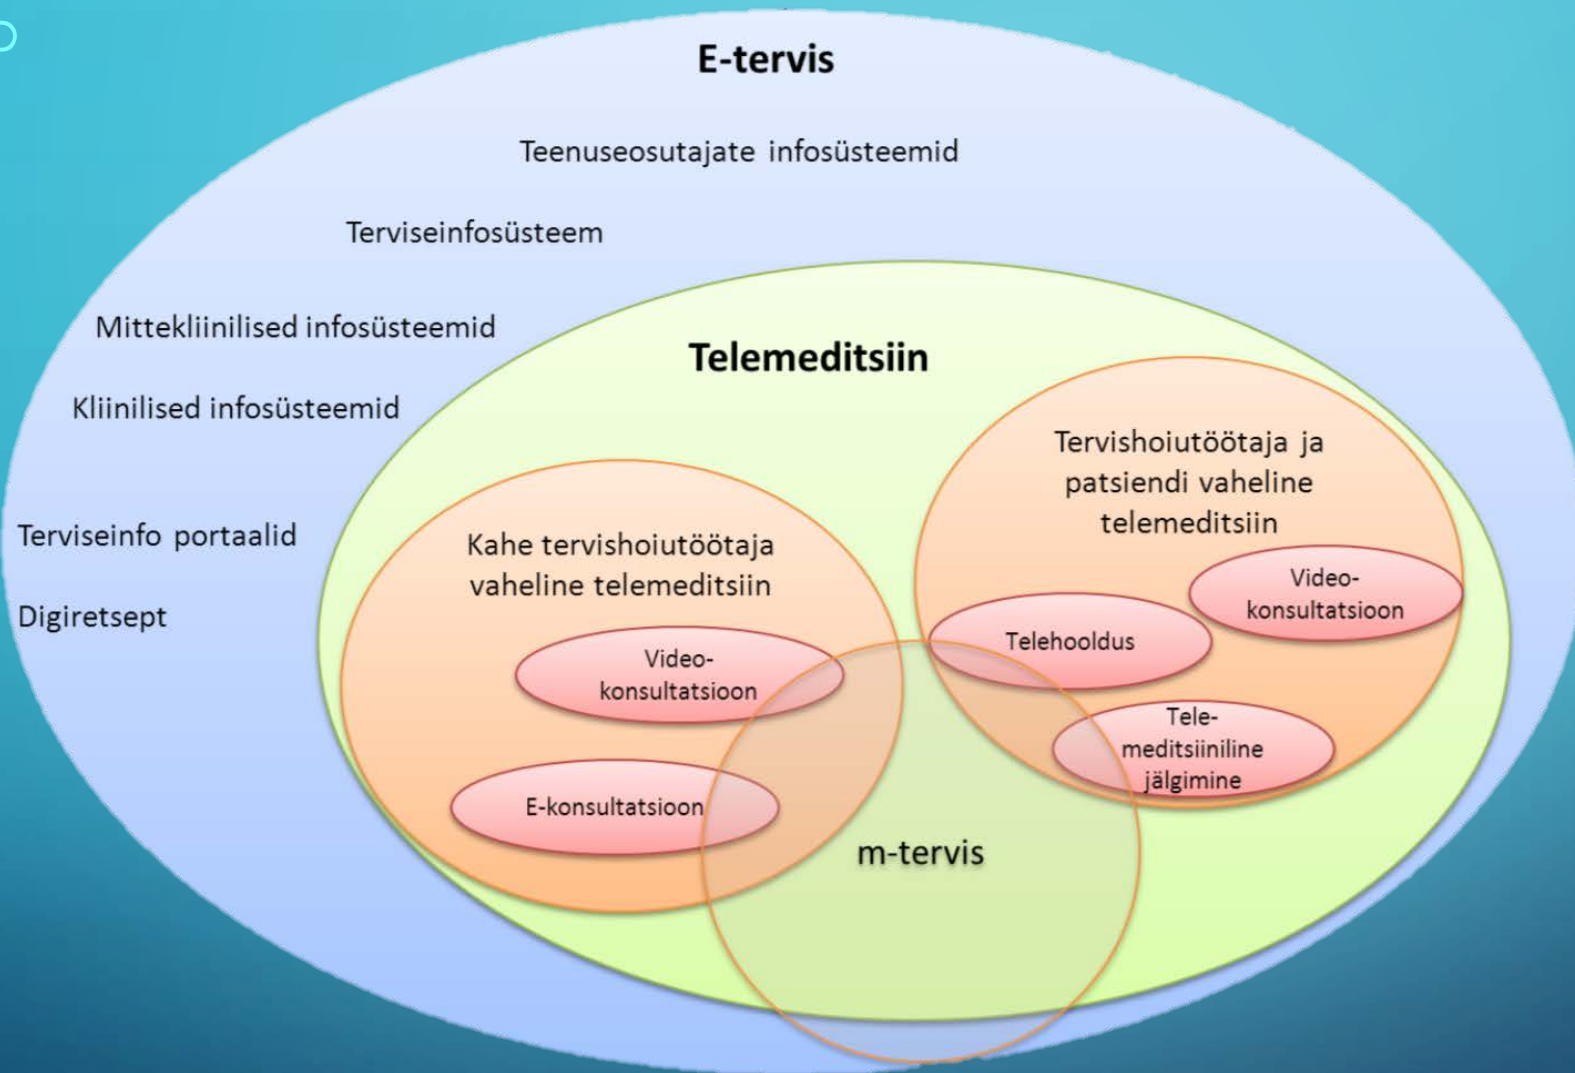 E-tervis
Teenuseosutajate infosüsteemid
Terviseinfosüsteem
Mittekliinilised infosüsteemid
Kliinilised infosüsteemid
Terviseinfo portaalid
Digiretsept
Telemeditsiin
Kahe tervishoiutöötaja
vaheline telemeditsiin
Video-
konsultatsioon
E-konsultatsioon
Tervishoiutöötaja ja
patsiendi vaheline
telemeditsiin
Video-
konsultatsioon
Telehooldus
Tele-
meditsiiniline
jälgimine
m-tervis